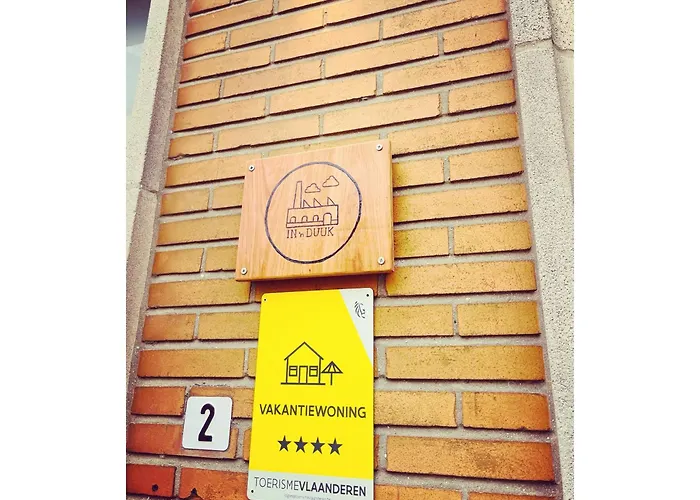 IN 'n DUUK
VAKANTIEWONING
★★★★
TOERISMEVLAANDEREN
2